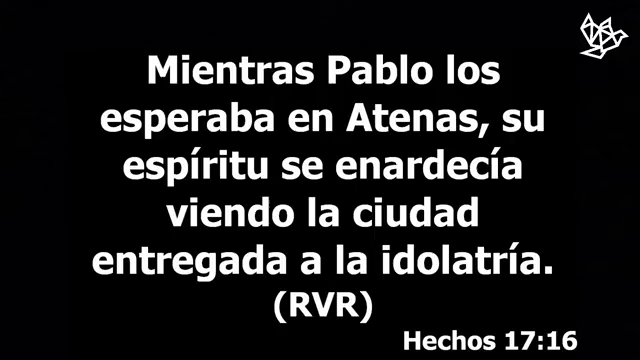 Mientras Pablo los
esperaba en Atenas, su
espíritu se enardecía
viendo la ciudad
entregada a la idolatría.
(RVR)
Hechos 17:16